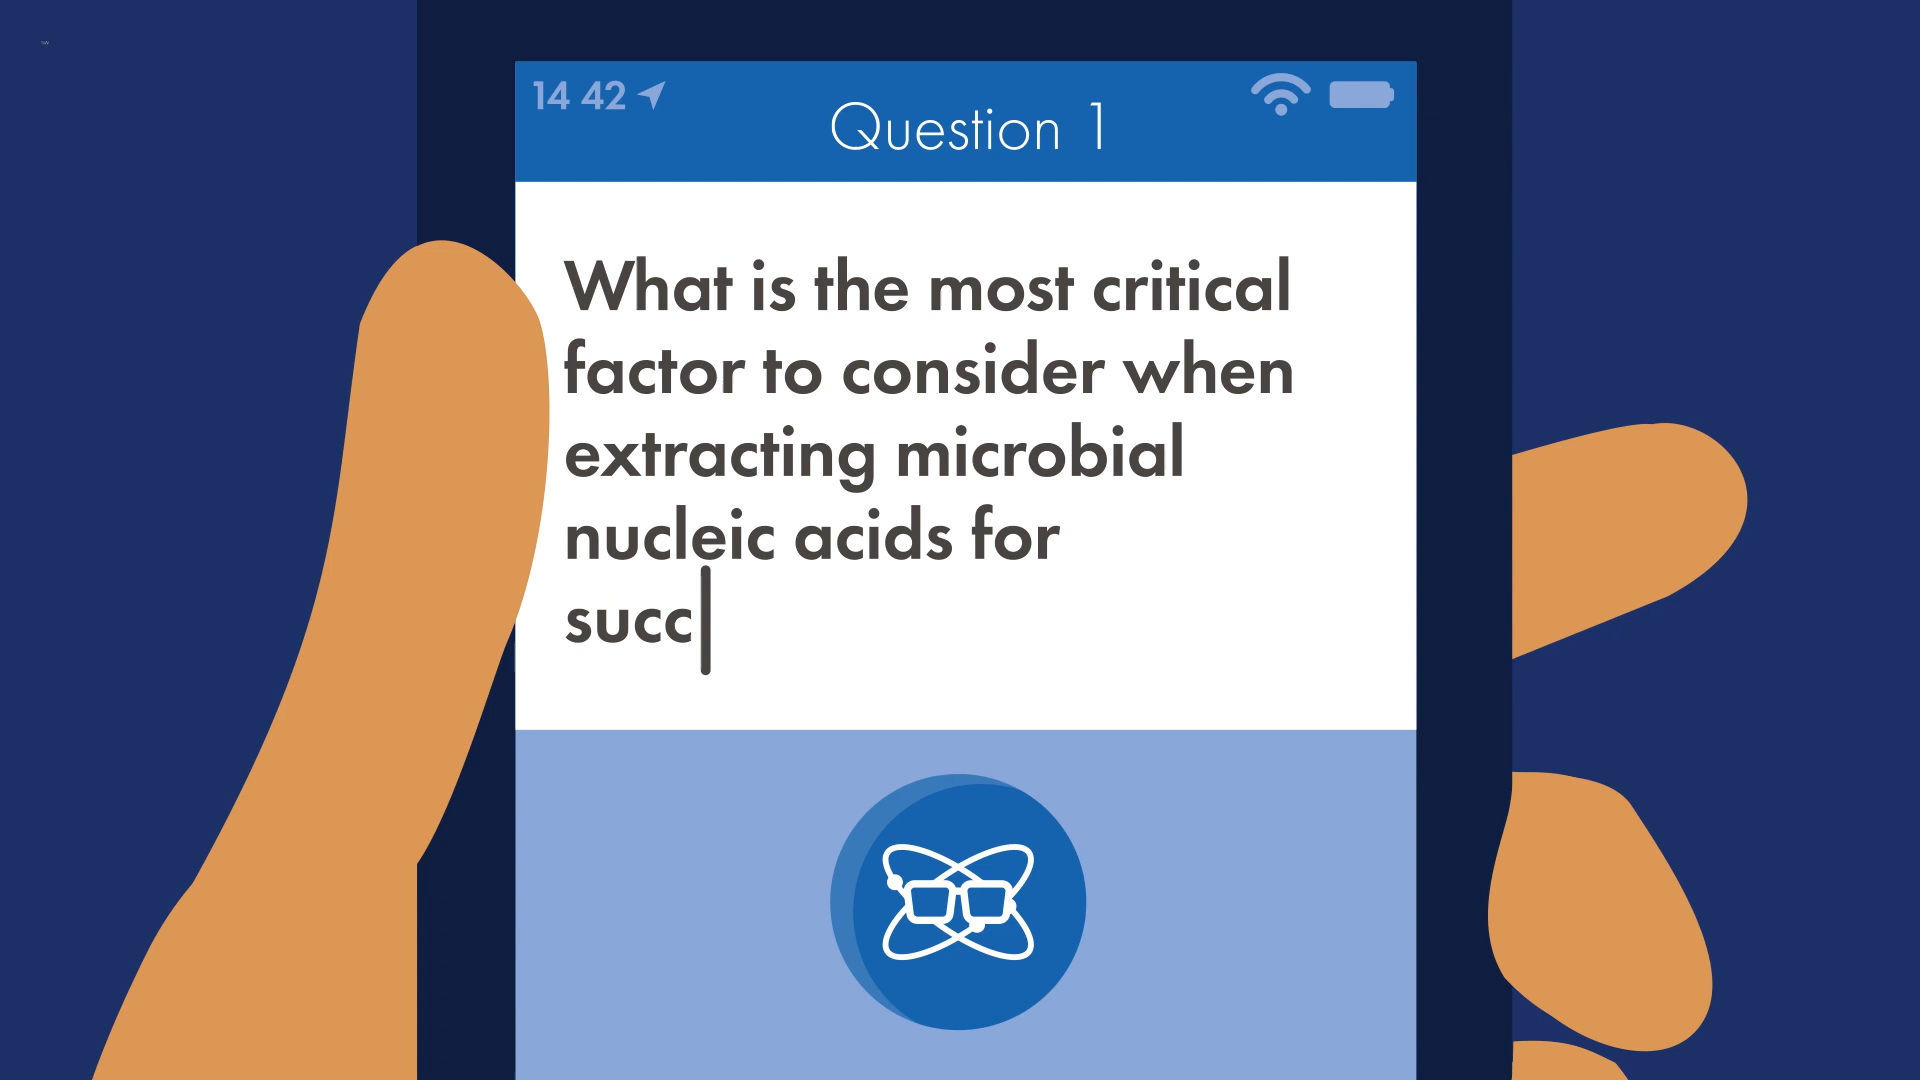 14 42
Question 1
What is the most critical
factor to consider when
extracting microbial
nucleic acids for
succ